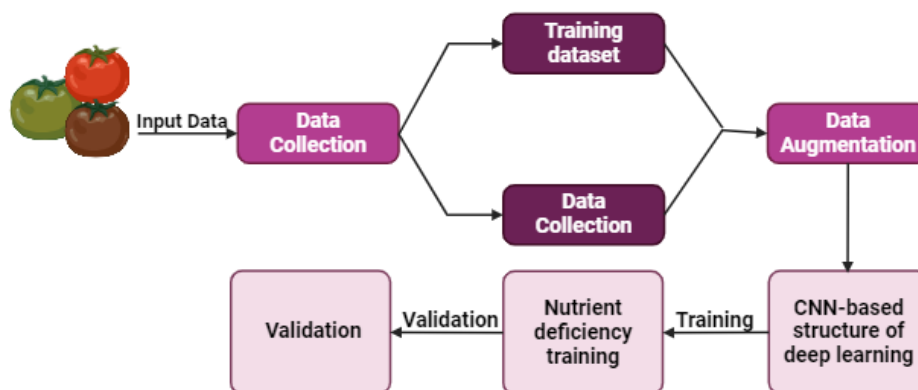 Input Data
Data
Collection
Training
dataset
Data
Collection
Data
Augmentation
CNN-based
structure of
deep learning
Training
Nutrient
deficiency
training
Validation
Validation